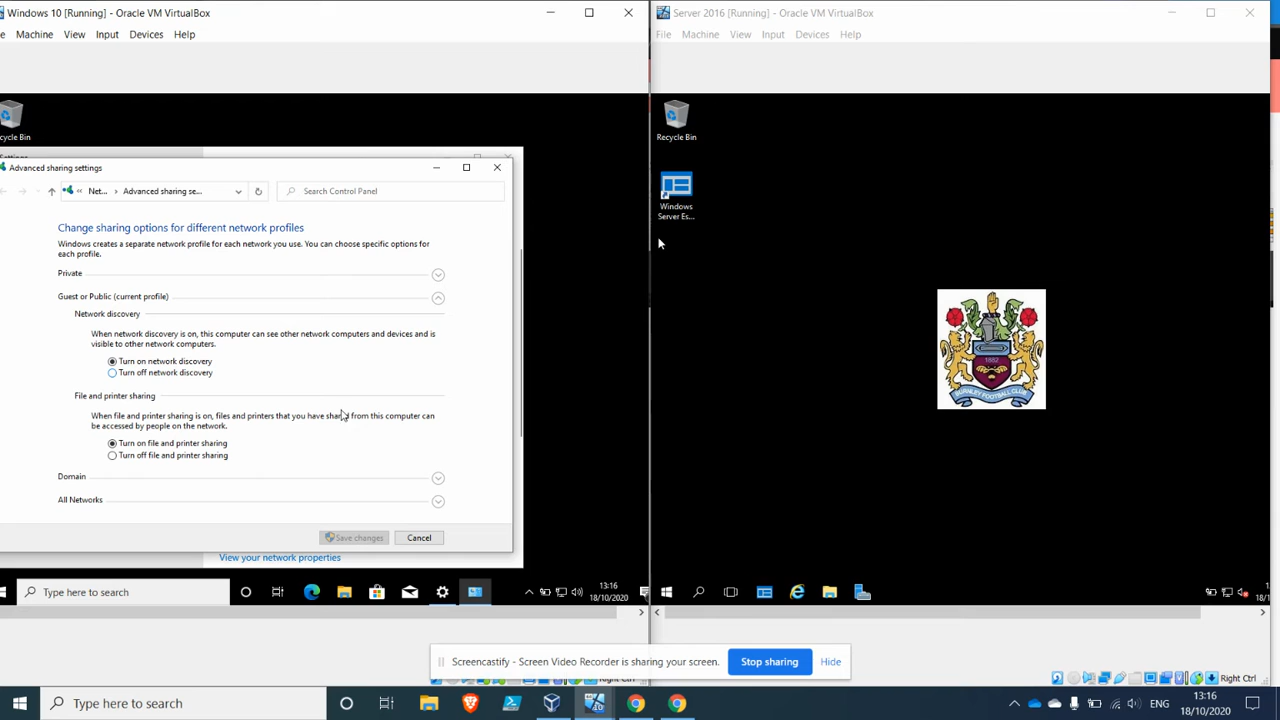 Windows 10 [Running] - Oracle VM VirtualBox
Machine View Input Devices Help
Server 2016 [Running] - Oracle VM VirtualBox
File Machine View Input Devices Help
Recycle Bin
Advanced sharing settings
Net... > Advanced sharing se...
Search Control Panel
Change sharing options for different network profiles
Windows creates a separate network profile for each network you use. You can choose specific options for
each profile.
Private
Guest or Public (current profile)
Network discovery
When network discovery is on, this computer can see other network computers and devices and is
visible to other network computers.
Turn on network discovery
Turn off network discovery
File and printer sharing
When file and printer sharing is on, files and printers that you have shared from this computer can
be accessed by people on the network.
Turn on file and printer sharing
Turn off file and printer sharing
Domain
All Networks
Save changes Cancel
View your network properties
Type here to search
13:16
18/10/2020
Recycle Bin
Windows
Server Es...
1882
BURNLEY FOOTBALL CLUB
Screencastify - Screen Video Recorder is sharing your screen. Stop sharing Hide
Right Ctrl
Type here to search
ENG
13:16
18/10/2020